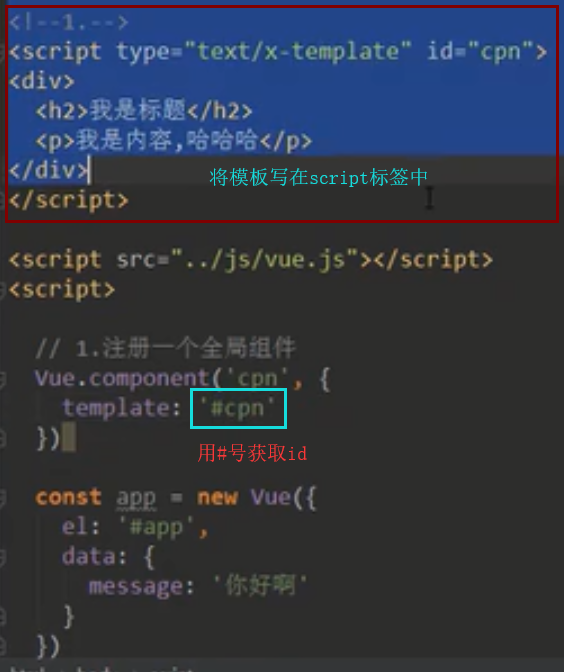 <!--1.-->
<script type="text/x-template" id="cpn">
<div>
<h2>我是标题</h2>
<p>我是内容,哈哈哈</p>
</div>
将模板写在script标签中
</script>
<script src="../js/vue.js"></script>
<script>
// 1.注册一个全局组件
Vue.component('cpn', {
template: '#cpn'
})
用#号获取id
const app = new Vue({
el: '#app',
data: {
message: '你好啊'
}
})